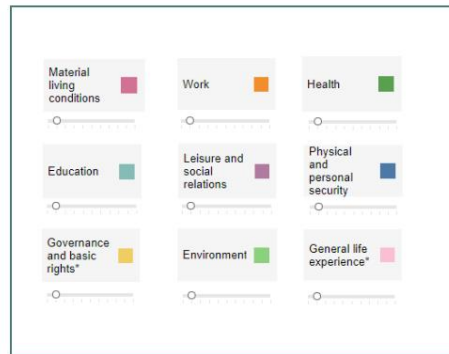 Material
living
conditions
Work
Health
Education
Leisure and
social
relations
Physical
and
personal
security
Governance
and basic
rights*
Environment
General life
experience*